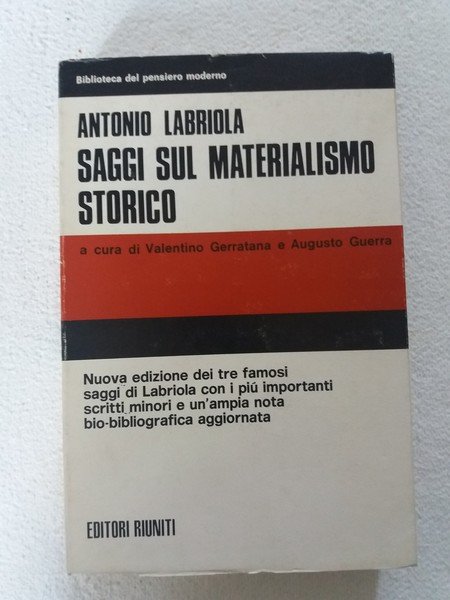 Biblioteca del pensiero moderno
ANTONIO LABRIOLA
SAGGI SUL MATERIALISMO
STORICO
a cura di Valentino Gerratana e Augusto Guerra
Nuova edizione dei tre famosi
saggi di Labriola con i piú importanti
scritti minori e un'ampia nota
bio-bibliografica aggiornata
EDITORI RIUNITI